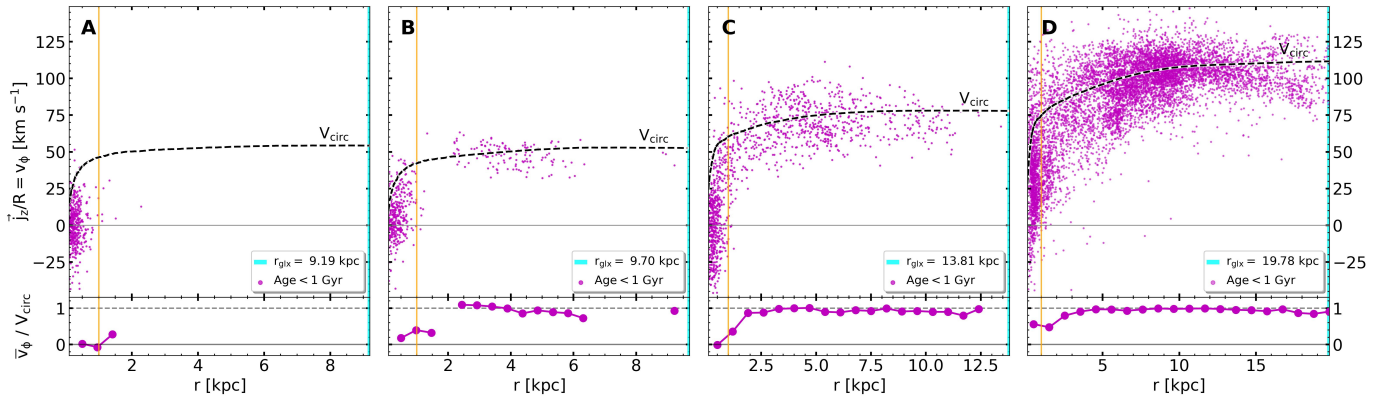 A
B
C
D
125
100
75
50
25
0
−25
j⃗z/R = vϕ [km s⁻¹]
Vcirc
Vcirc
Vcirc
Vcirc
125
100
75
50
25
0
−25
rglx = 9.19 kpc
Age < 1 Gyr
rglx = 9.70 kpc
Age < 1 Gyr
rglx = 13.81 kpc
Age < 1 Gyr
rglx = 19.78 kpc
Age < 1 Gyr
1
0
v̅ϕ / Vcirc
1
0
2 4 6 8
2 4 6 8
2.5 5.0 7.5 10.0 12.5
5 10 15
r [kpc]
r [kpc]
r [kpc]
r [kpc]